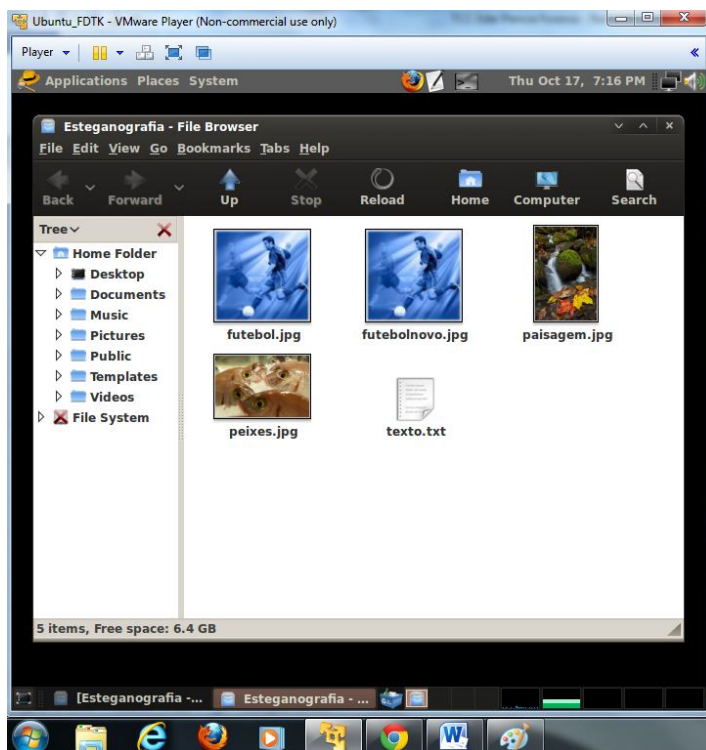 Ubuntu_FDTK - VMware Player (Non-commercial use only)
Player
Applications Places System Thu Oct 17, 7:16 PM
Esteganografia - File Browser
File Edit View Go Bookmarks Tabs Help
Back Forward Up Stop Reload Home Computer Search
Tree
Home Folder
Desktop
Documents
Music
Pictures
Public
Templates
Videos
File System
futebol.jpg futebolnovo.jpg paisagem.jpg
peixes.jpg texto.txt
5 items, Free space: 6.4 GB
[Esteganografia -... Esteganografia - ...